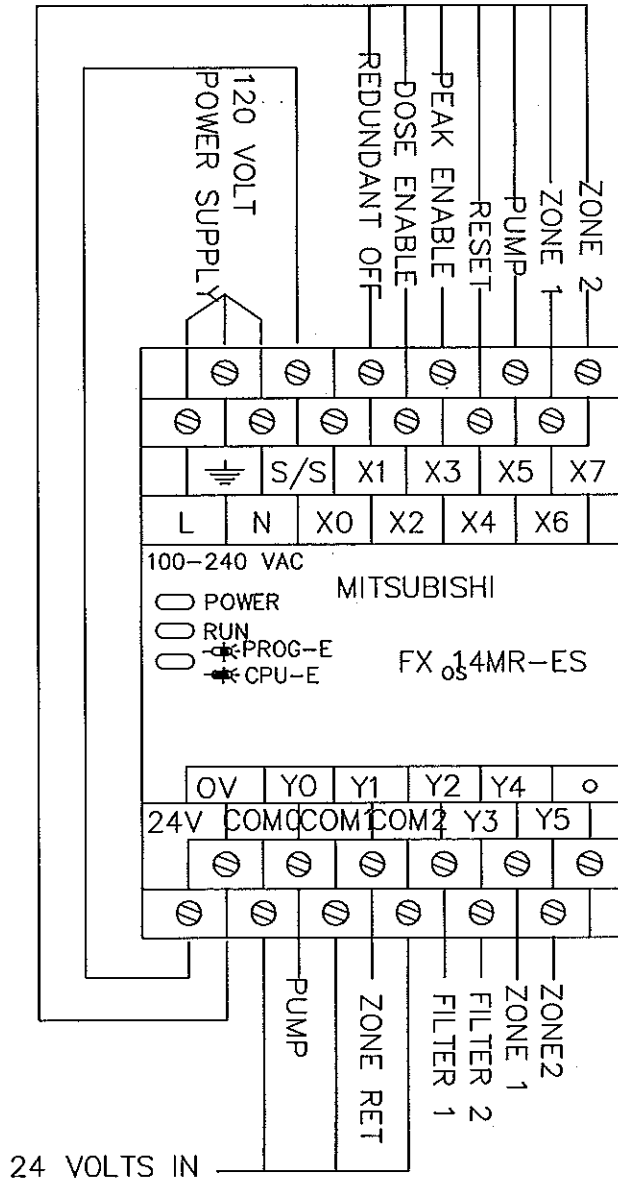 120 VOLT
POWER SUPPLY
REDUNDANT OFF
DOSE ENABLE
PEAK ENABLE
RESET
PUMP
ZONE 1
ZONE 2
S/S X1 X3 X5 X7
L N X0 X2 X4 X6
100-240 VAC
MITSUBISHI
POWER
RUN
PROG-E
CPU-E
FX OS 14MR-ES
0V Y0 Y1 Y2 Y4
24V COM0 COM1 COM2 Y3 Y5
PUMP
ZONE RET
FILTER 1
FILTER 2
ZONE 1
ZONE2
24 VOLTS IN